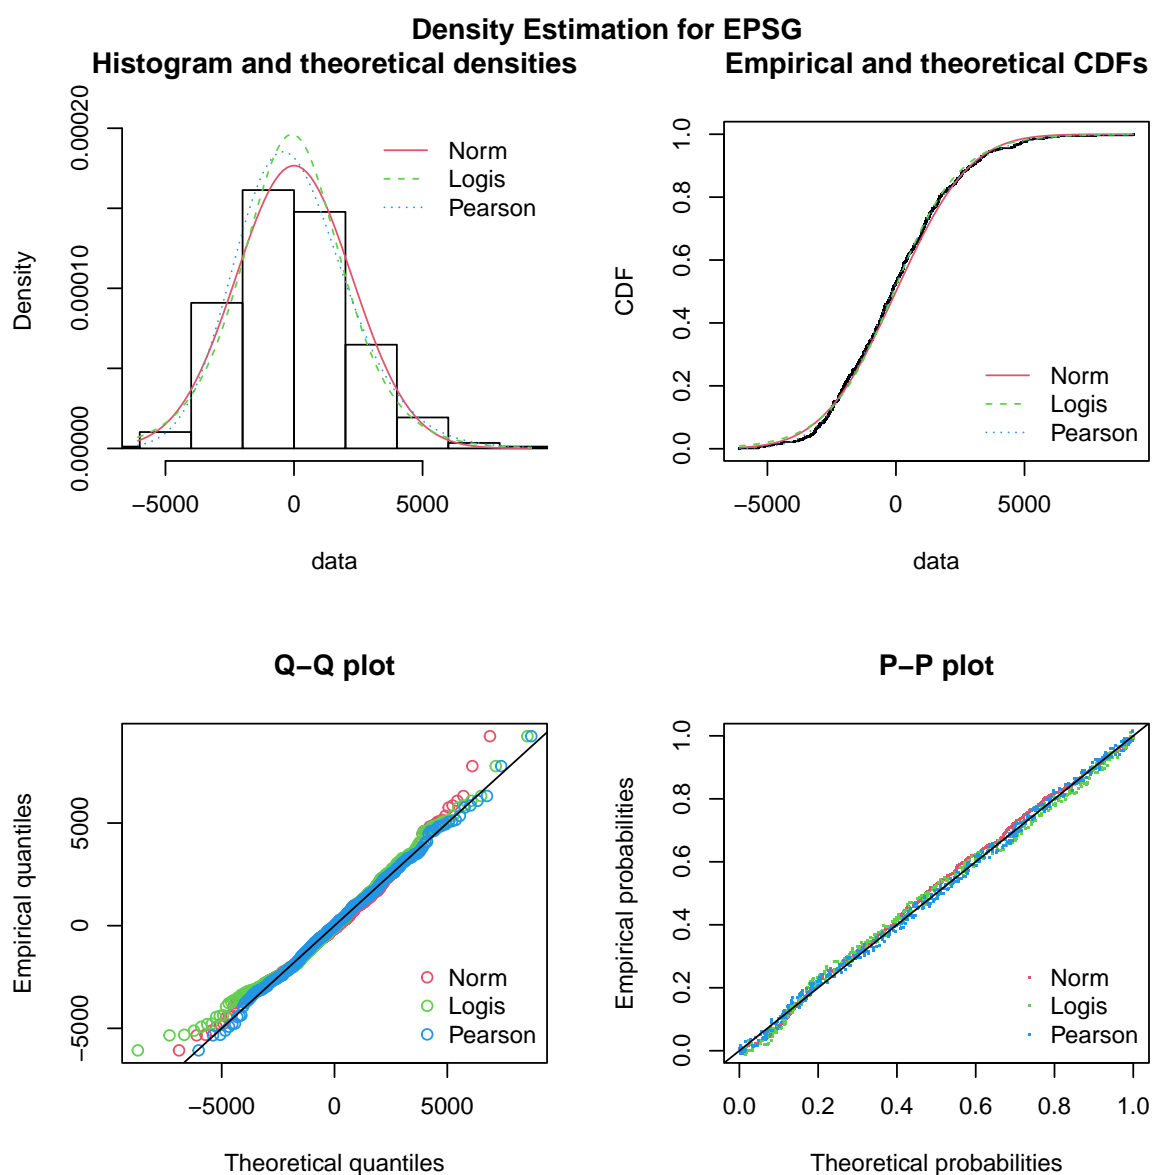 Density Estimation for EPSG
Histogram and theoretical densities
Density
0.00000
0.00010
0.00020
Norm
Logis
Pearson
−5000
0
5000
data
Empirical and theoretical CDFs
CDF
0.0
0.2
0.4
0.6
0.8
1.0
Norm
Logis
Pearson
−5000
0
5000
data
Q−Q plot
Empirical quantiles
−5000
0
5000
Norm
Logis
Pearson
−5000
0
5000
Theoretical quantiles
P−P plot
Empirical probabilities
0.0
0.2
0.4
0.6
0.8
1.0
Norm
Logis
Pearson
0.0
0.2
0.4
0.6
0.8
1.0
Theoretical probabilities